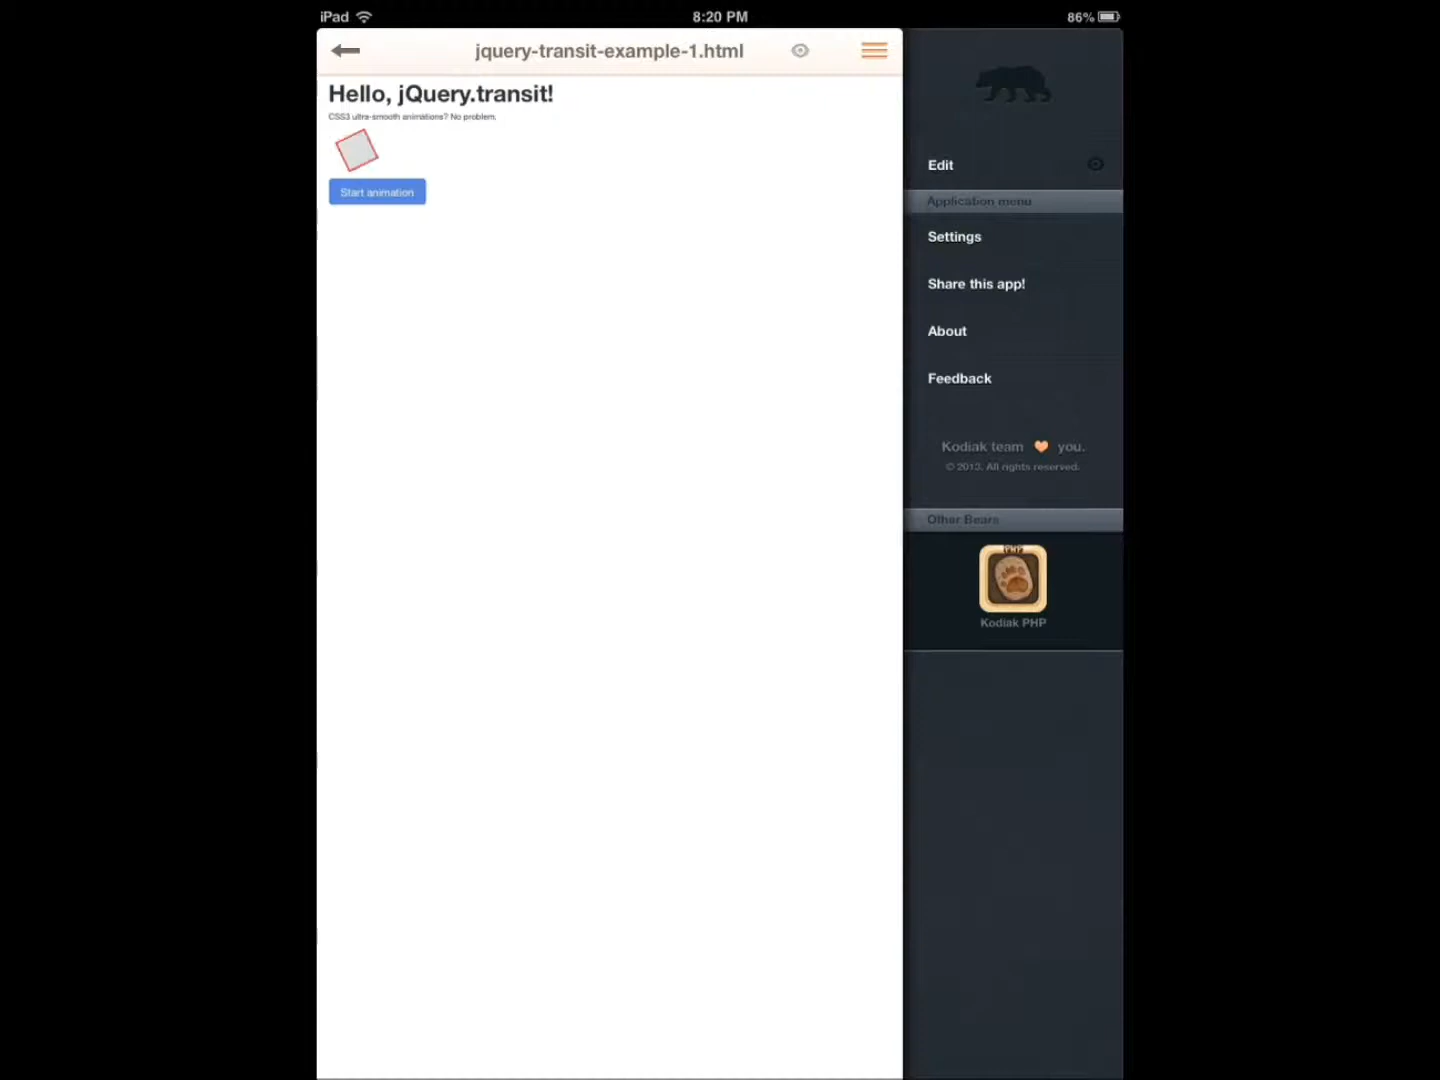 iPad
8:20 PM
86%
jquery-transit-example-1.html
Hello, jQuery.transit!
CSS3 ultra-smooth animations? No problem.
Start animation
Edit
Application menu
Settings
Share this app!
About
Feedback
Kodiak team you.
© 2013. All rights reserved.
Other Bears
Kodiak PHP